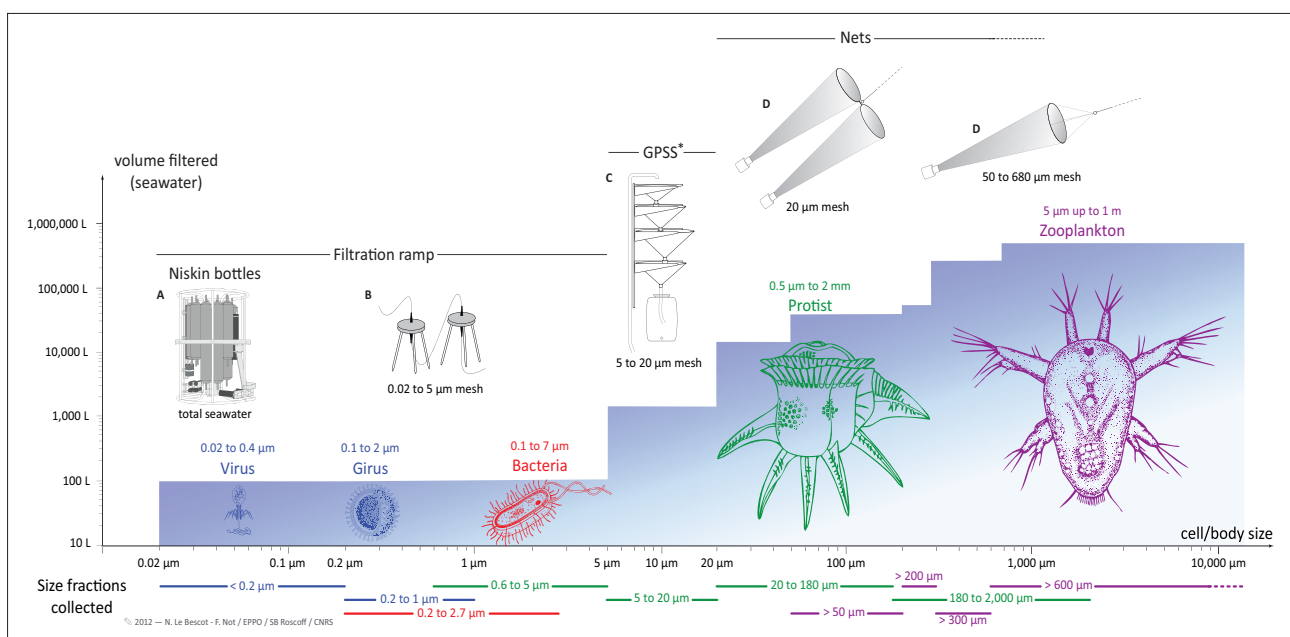 Nets
D
D
50 to 680 µm mesh
20 µm mesh
GPSS*
C
5 to 20 µm mesh
volume filtered
(seawater)
1,000,000 L
100,000 L
10,000 L
1,000 L
100 L
10 L
Filtration ramp
Niskin bottles
A
total seawater
B
0.02 to 5 µm mesh
5 µm up to 1 m
Zooplankton
0.5 µm to 2 mm
Protist
0.02 to 0.4 µm
Virus
0.1 to 2 µm
Girus
0.1 to 7 µm
Bacteria
cell/body size
0.02 µm
0.1 µm
0.2 µm
1 µm
5 µm
10 µm
20 µm
100 µm
1,000 µm
10,000 µm
Size fractions
collected
< 0.2 µm
0.2 to 1 µm
0.2 to 2.7 µm
0.6 to 5 µm
5 to 20 µm
20 to 180 µm
> 50 µm
> 200 µm
180 to 2,000 µm
> 300 µm
> 600 µm
2012 — N. Le Bescot - F. Not / EPPO / SB Roscoff / CNRS